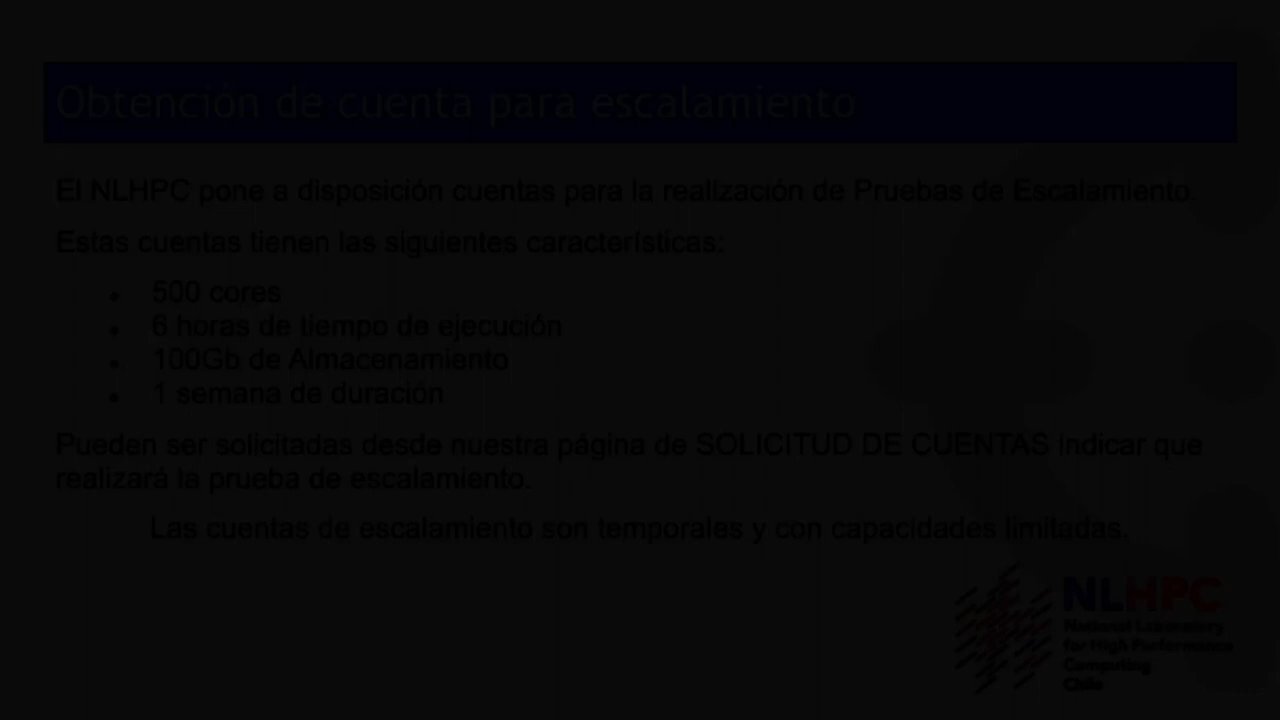 Obtención de cuenta para escalamiento
El NLHPC pone a disposición cuentas para la realización de Pruebas de Escalamiento.
Estas cuentas tienen las siguientes características:
500 cores
6 horas de tiempo de ejecución
100Gb de Almacenamiento
1 semana de duración
Pueden ser solicitadas desde nuestra página de SOLICITUD DE CUENTAS Indicar que
realizará la prueba de escalamiento.
Las cuentas de escalamiento son temporales y con capacidades limitadas.
NLHPC
National Laboratory
for High Performance
Computing
Chile